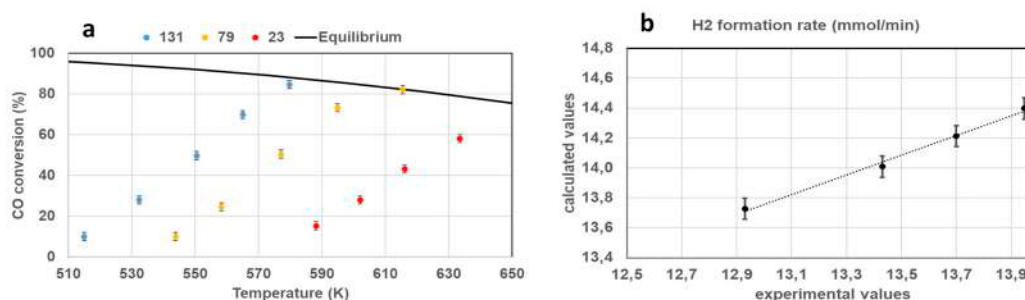 a
131 79 23 Equilibrium
CO conversion (%)
100
80
60
40
20
0
510 530 550 570 590 610 630 650
Temperature (K)
b
H2 formation rate (mmol/min)
calculated values
14,8
14,6
14,4
14,2
14,0
13,8
13,6
13,4
12,5 12,7 12,9 13,1 13,3 13,5 13,7 13,9
experimental values